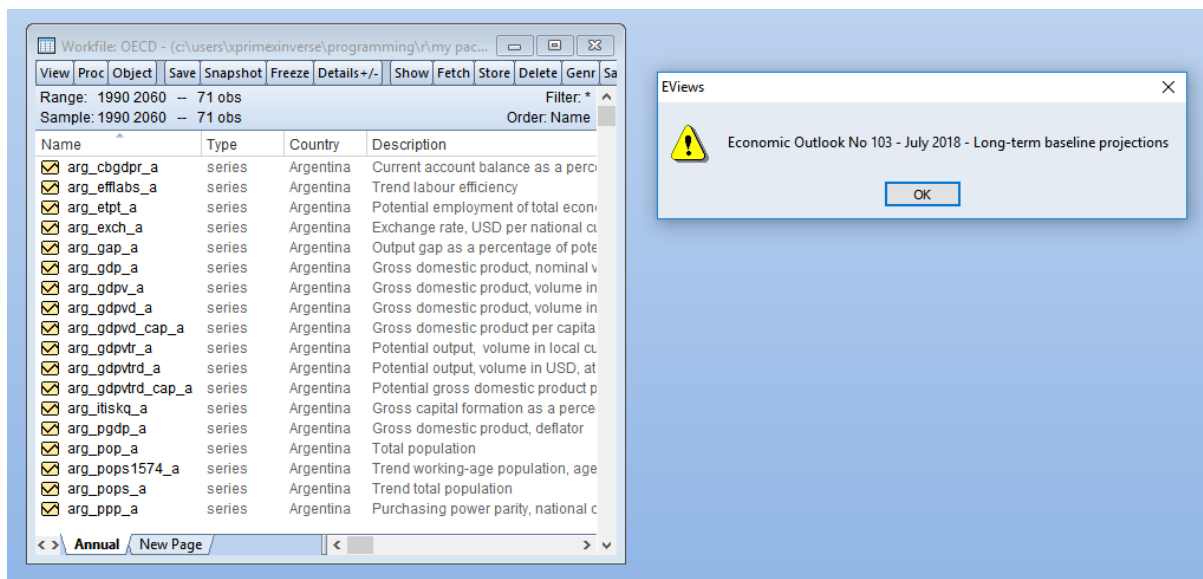 Workfile: OECD - (c:\users\xprimexinverse\programming\r\my pac...
View Proc Object Save Snapshot Freeze Details+/- Show Fetch Store Delete Genr Sa
Range: 1990 2060 -- 71 obs Filter: *
Sample: 1990 2060 -- 71 obs Order: Name
Name Type Country Description
arg_cbgdpr_a series Argentina Current account balance as a perc
arg_efflabs_a series Argentina Trend labour efficiency
arg_etpt_a series Argentina Potential employment of total econ
arg_exch_a series Argentina Exchange rate, USD per national cu
arg_gap_a series Argentina Output gap as a percentage of pote
arg_gdp_a series Argentina Gross domestic product, nominal v
arg_gdpv_a series Argentina Gross domestic product, volume in
arg_gdpvd_a series Argentina Gross domestic product, volume in
arg_gdpvd_cap_a series Argentina Gross domestic product per capita
arg_gdpvtr_a series Argentina Potential output, volume in local cu
arg_gdpvtrd_a series Argentina Potential output, volume in USD, at
arg_gdpvtrd_cap_a series Argentina Potential gross domestic product p
arg_itiskq_a series Argentina Gross capital formation as a perce
arg_pgdp_a series Argentina Gross domestic product, deflator
arg_pop_a series Argentina Total population
arg_pops1574_a series Argentina Trend working-age population, age
arg_pops_a series Argentina Trend total population
arg_ppp_a series Argentina Purchasing power parity, national c
Annual New Page
EViews
Economic Outlook No 103 - July 2018 - Long-term baseline projections
OK